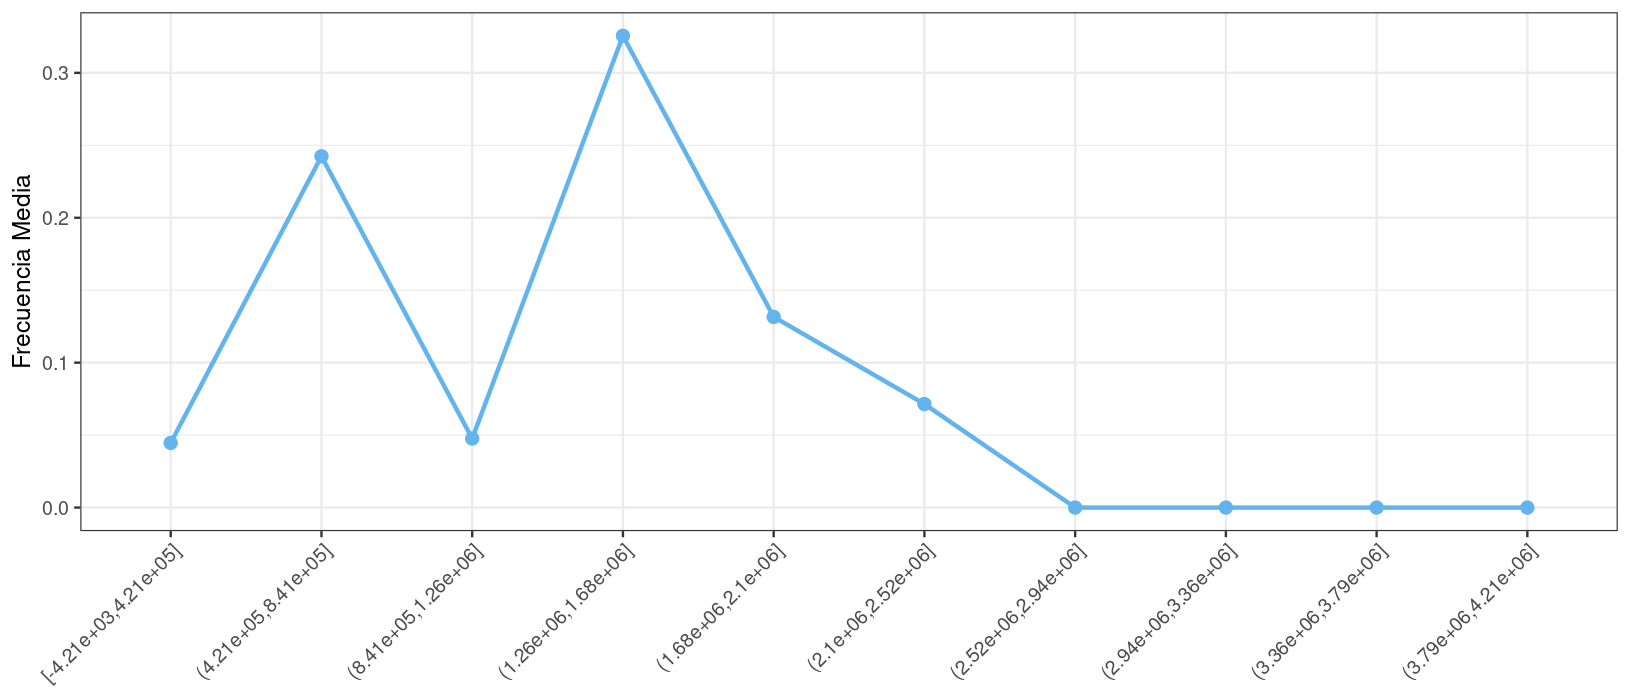 Frecuencia Media
0.3
0.2
0.1
0.0
[-4.21e+03,4.21e+05]
(4.21e+05,8.41e+05]
(8.41e+05,1.26e+06]
(1.26e+06,1.68e+06]
(1.68e+06,2.1e+06]
(2.1e+06,2.52e+06]
(2.52e+06,2.94e+06]
(2.94e+06,3.36e+06]
(3.36e+06,3.79e+06]
(3.79e+06,4.21e+06]